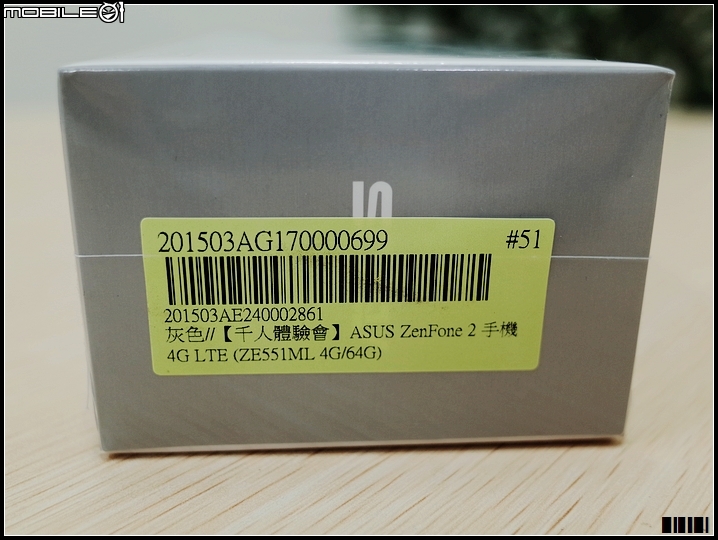 MOBILE01
201503AG170000699 #51
201503AE240002861
灰色//【千人體驗會】ASUS ZenFone 2 手機
4G LTE (ZE551ML 4G/64G)